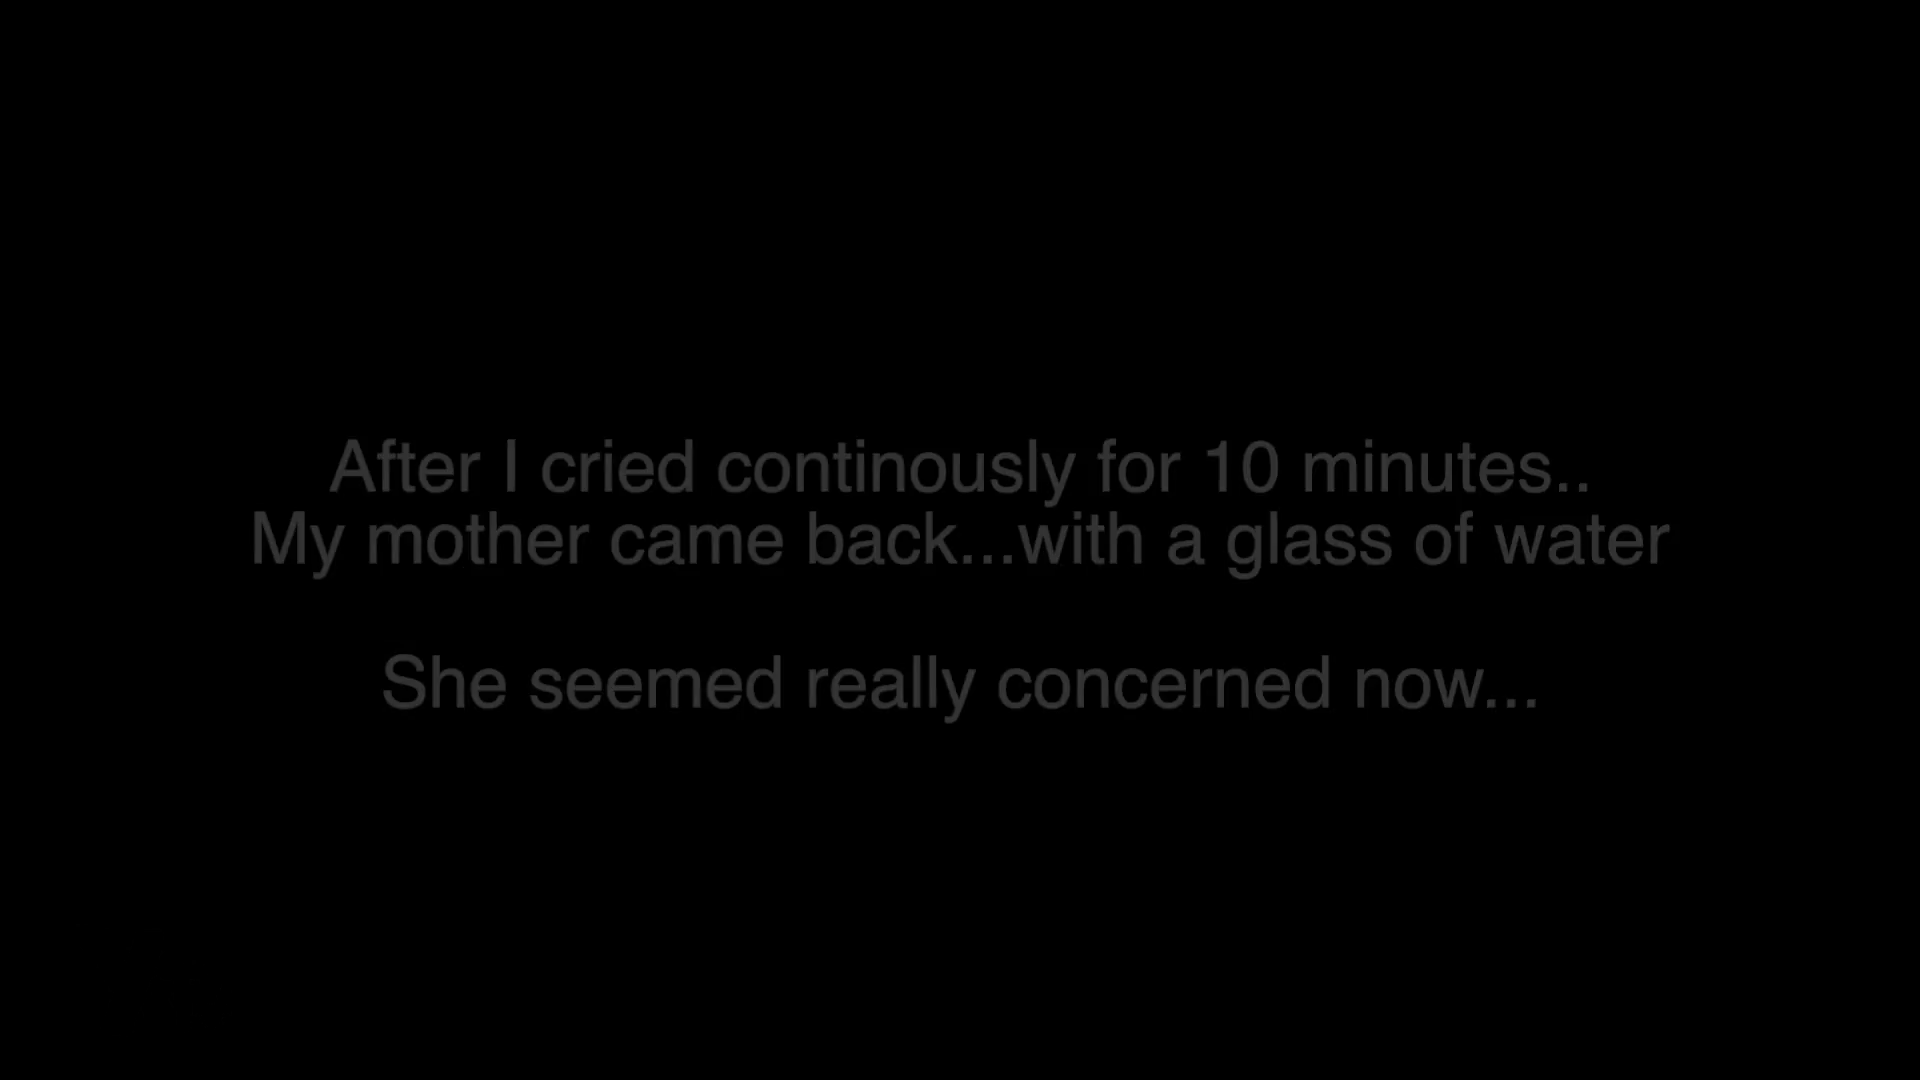 After I cried continously for 10 minutes..
My mother came back...with a glass of water
She seemed really concerned now...